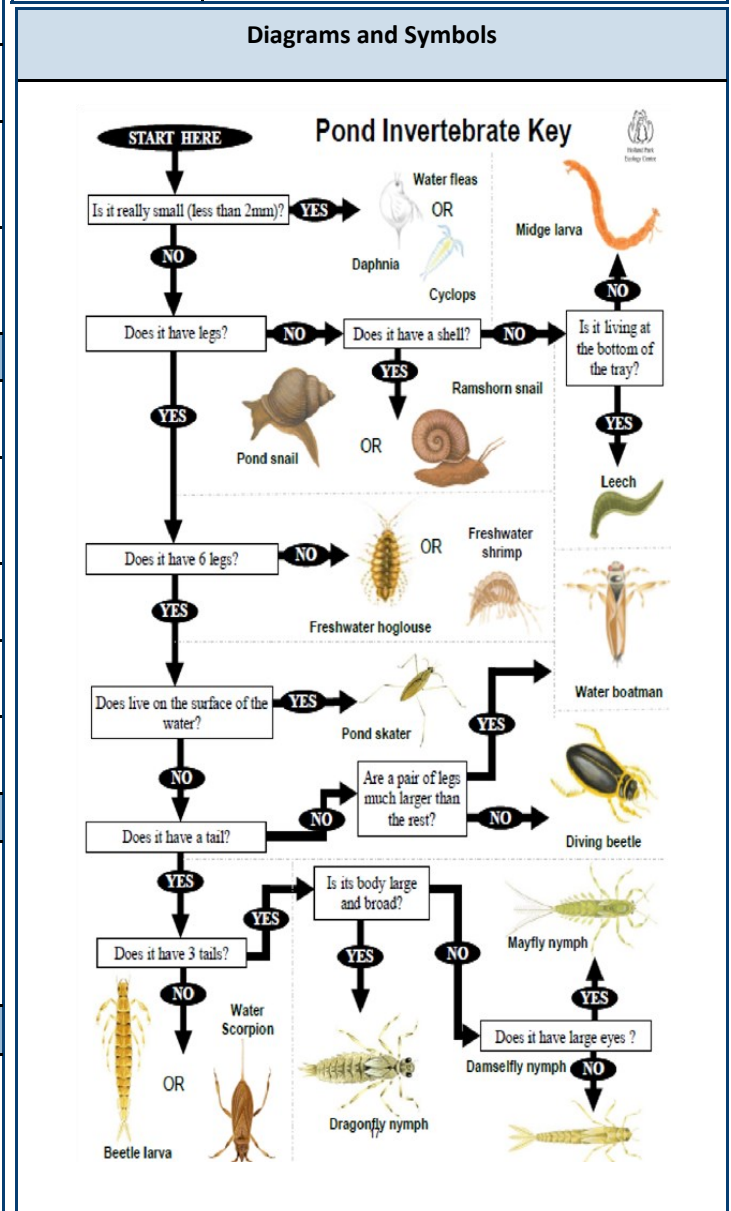 Diagrams and Symbols
Pond Invertebrate Key
Holland Park
Ecology Centre
START HERE
Is it really small (less than 2mm)?
YES
Water fleas
OR
Daphnia
Cyclops
Midge larva
NO
NO
Does it have legs?
NO
Does it have a shell?
NO
Is it living at
the bottom of
the tray?
YES
Ramshorn snail
YES
YES
Pond snail
OR
Leech
Does it have 6 legs?
NO
OR
Freshwater
shrimp
Freshwater hoglouse
YES
Water boatman
Does live on the surface of the
water?
YES
Pond skater
YES
NO
Are a pair of legs
much larger than
the rest?
NO
NO
Does it have a tail?
Diving beetle
YES
Is its body large
and broad?
YES
Mayfly nymph
Does it have 3 tails?
YES
NO
NO
YES
Water
Scorpion
Does it have large eyes ?
Damselfly nymph
NO
OR
Dragonfly nymph
17
Beetle larva